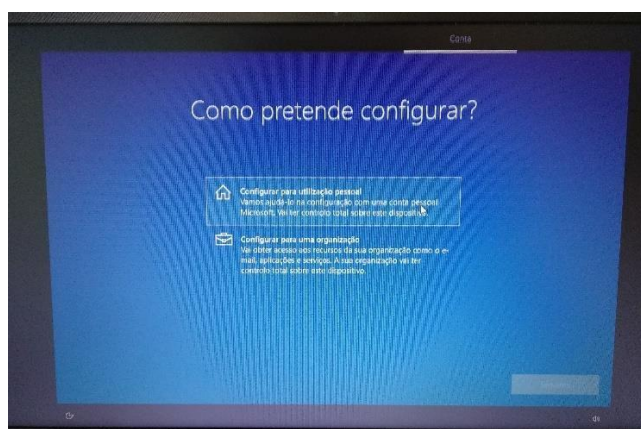 Conta
Como pretende configurar?
Configurar para utilização pessoal
Vamos ajudá-lo na configuração com uma conta pessoal
Microsoft. Vai ter controlo total sobre este dispositivo.
Configurar para uma organização
Vai obter acesso aos recursos da sua organização como o e-
mail, aplicações e serviços. A sua organização vai ter
controlo total sobre este dispositivo.